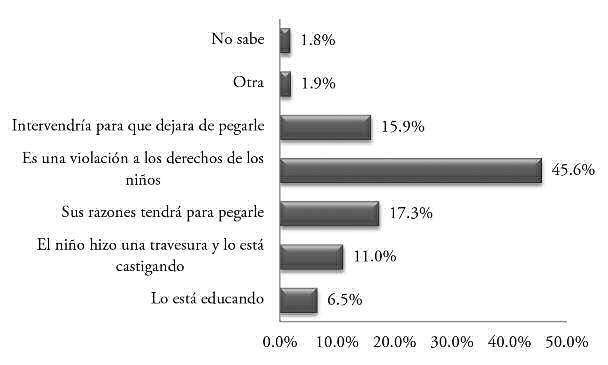 No sabe 1.8%
Otra 1.9%
Intervendría para que dejara de pegarle 15.9%
Es una violación a los derechos de los
niños 45.6%
Sus razones tendrá para pegarle 17.3%
El niño hizo una travesura y lo está
castigando 11.0%
Lo está educando 6.5%
0.0% 10.0% 20.0% 30.0% 40.0% 50.0%